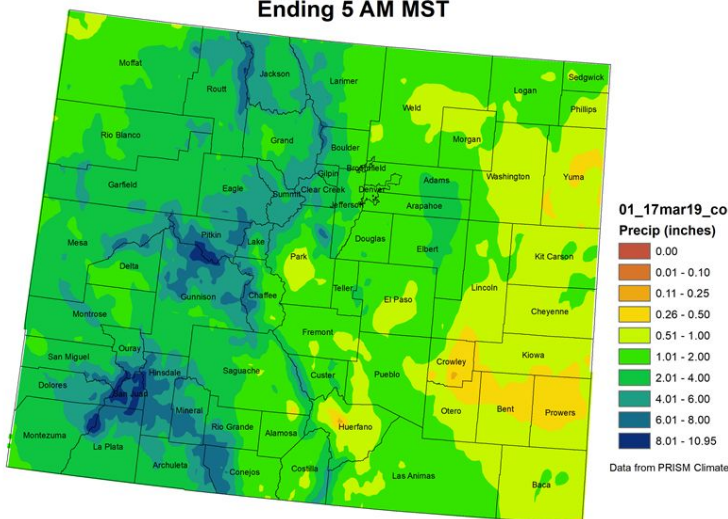 Ending 5 AM MST
Moffat
Routt
Jackson
Larimer
Weld
Logan
Sedgwick
Phillips
Rio Blanco
Grand
Boulder
Morgan
Washington
Yuma
Garfield
Eagle
Summit
Gilpin
Clear Creek
Broomfield
Denver
Jefferson
Adams
Arapahoe
Mesa
Pitkin
Lake
Park
Douglas
Elbert
Kit Carson
Delta
Gunnison
Chaffee
Teller
El Paso
Lincoln
Cheyenne
Montrose
Ouray
Fremont
Kiowa
San Miguel
Hinsdale
Saguache
Custer
Pueblo
Crowley
Dolores
San Juan
Mineral
Rio Grande
Alamosa
Huerfano
Otero
Bent
Prowers
Montezuma
La Plata
Archuleta
Conejos
Costilla
Las Animas
Baca
01_17mar19_co
Precip (inches)
0.00
0.01 - 0.10
0.11 - 0.25
0.26 - 0.50
0.51 - 1.00
1.01 - 2.00
2.01 - 4.00
4.01 - 6.00
6.01 - 8.00
8.01 - 10.95
Data from PRISM Climate